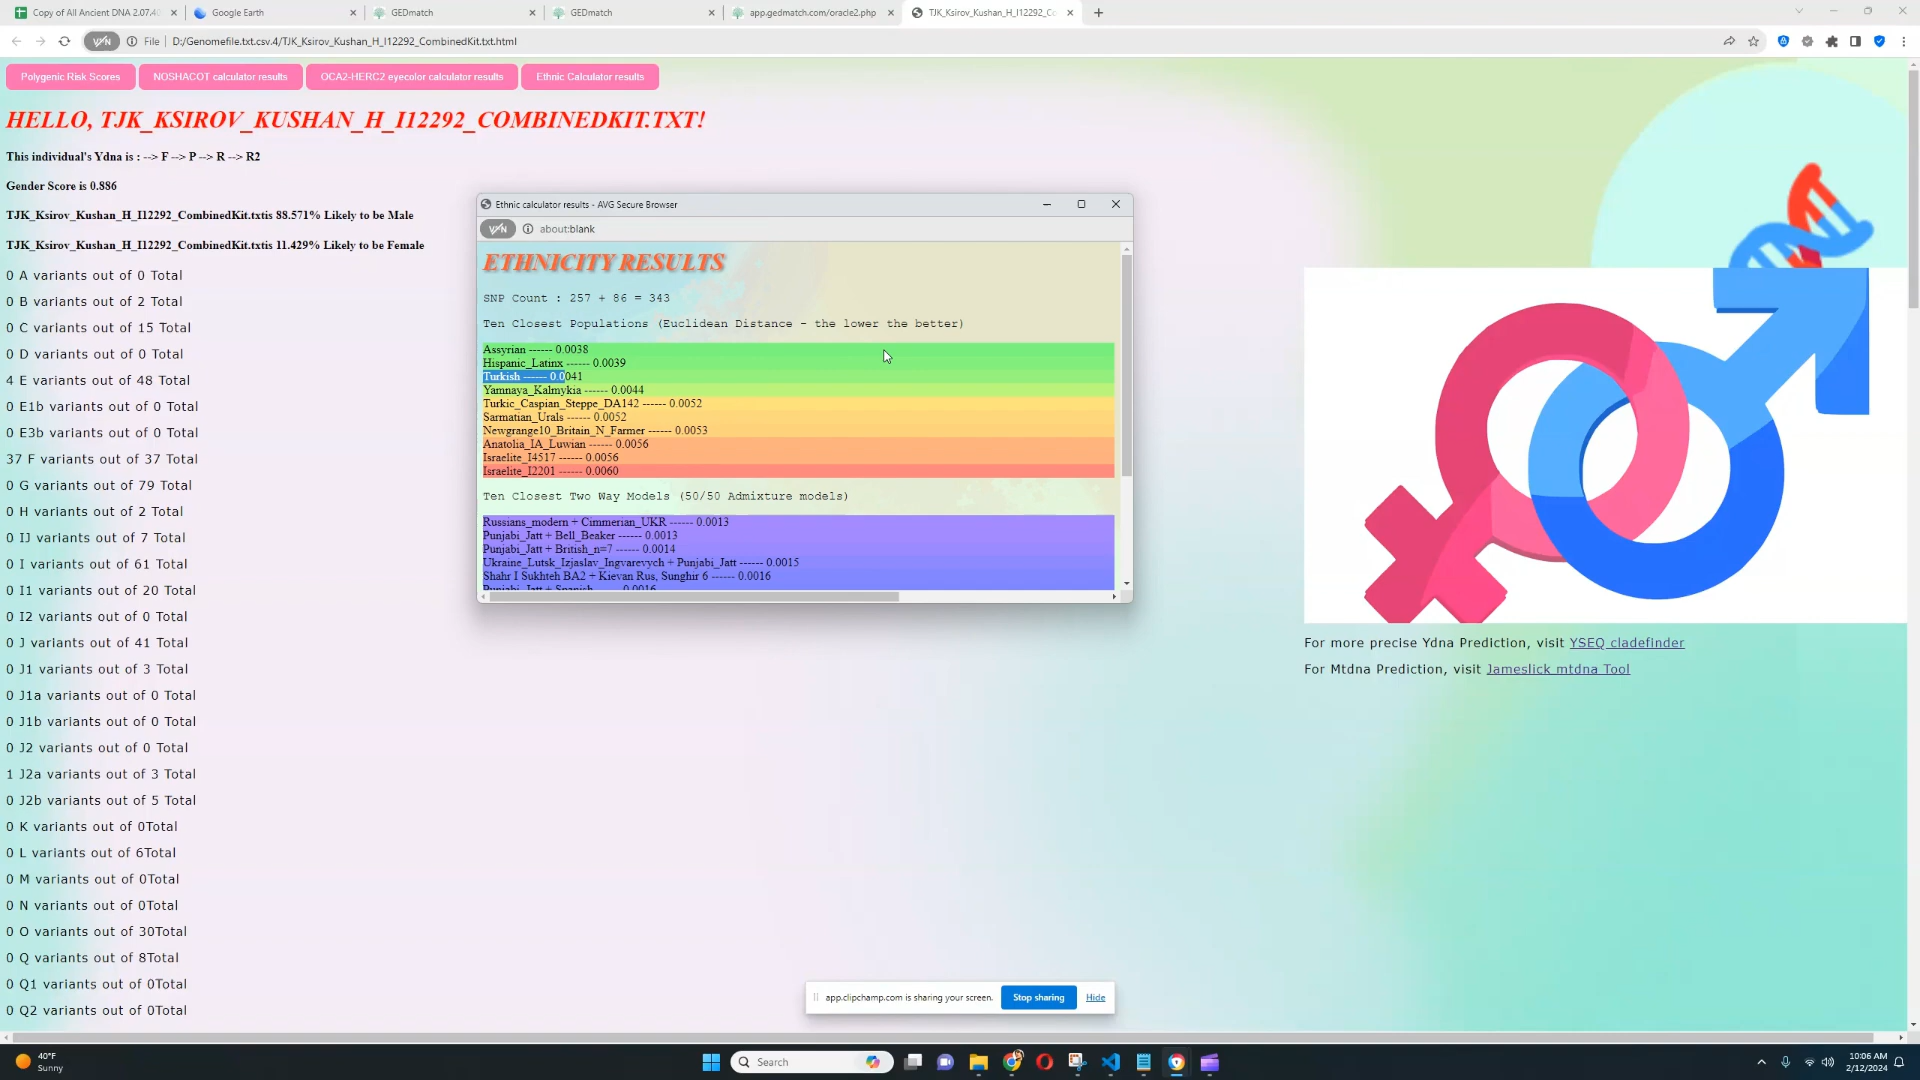 Copy of All Ancient DNA 2.07.40
Google Earth
GEDmatch
GEDmatch
app.gedmatch.com/oracle2.php
TJK_Ksirov_Kushan_H_I12292_Co
File
D:/Genomefile.txt.csv.4/TJK_Ksirov_Kushan_H_I12292_CombinedKit.txt.html
Polygenic Risk Scores
NOSHACOT calculator results
OCA2-HERC2 eyecolor calculator results
Ethnic Calculator results
HELLO, TJK_KSIROV_KUSHAN_H_I12292_COMBINEDKIT.TXT!
This individual's Ydna is : --> F --> P --> R --> R2
Gender Score is 0.886
TJK_Ksirov_Kushan_H_I12292_CombinedKit.txtis 88.571% Likely to be Male
TJK_Ksirov_Kushan_H_I12292_CombinedKit.txtis 11.429% Likely to be Female
0 A variants out of 0 Total
0 B variants out of 2 Total
0 C variants out of 15 Total
0 D variants out of 0 Total
4 E variants out of 48 Total
0 E1b variants out of 0 Total
0 E3b variants out of 0 Total
37 F variants out of 37 Total
0 G variants out of 79 Total
0 H variants out of 2 Total
0 IJ variants out of 7 Total
0 I variants out of 61 Total
0 I1 variants out of 20 Total
0 I2 variants out of 0 Total
0 J variants out of 41 Total
0 J1 variants out of 3 Total
0 J1a variants out of 0 Total
0 J1b variants out of 0 Total
0 J2 variants out of 0 Total
1 J2a variants out of 3 Total
0 J2b variants out of 5 Total
0 K variants out of 0Total
0 L variants out of 6Total
0 M variants out of 0Total
0 N variants out of 0Total
0 O variants out of 30Total
0 Q variants out of 8Total
0 Q1 variants out of 0Total
0 Q2 variants out of 0Total
Ethnic calculator results - AVG Secure Browser
about:blank
ETHNICITY RESULTS
SNP Count : 257 + 86 = 343
Ten Closest Populations (Euclidean Distance - the lower the better)
Assyrian ------ 0.0038
Hispanic_Latinx ------ 0.0039
Turkish ------ 0.0041
Yamnaya_Kalmykia ------ 0.0044
Turkic_Caspian_Steppe_DA142 ------ 0.0052
Sarmatian_Urals ------ 0.0052
Newgrange10_Britain_N_Farmer ------ 0.0053
Anatolia_IA_Luwian ------ 0.0056
Israelite_I4517 ------ 0.0056
Israelite_I2201 ------ 0.0060
Ten Closest Two Way Models (50/50 Admixture models)
Russians_modern + Cimmerian_UKR ------ 0.0013
Punjabi_Jatt + Bell_Beaker ------ 0.0013
Punjabi_Jatt + British_n=7 ------ 0.0014
Ukraine_Lutsk_Izjaslav_Ingvarevych + Punjabi_Jatt ------ 0.0015
Shahr I Sukhteh BA2 + Kievan Rus, Sunghir 6 ------ 0.0016
Punjabi_Jatt + Spanish ------ 0.0016
For more precise Ydna Prediction, visit YSEQ cladefinder
For Mtdna Prediction, visit Jameslick mtdna Tool
app.clipchamp.com is sharing your screen.
Stop sharing
Hide
40°F
Sunny
Search
10:06 AM
2/12/2024